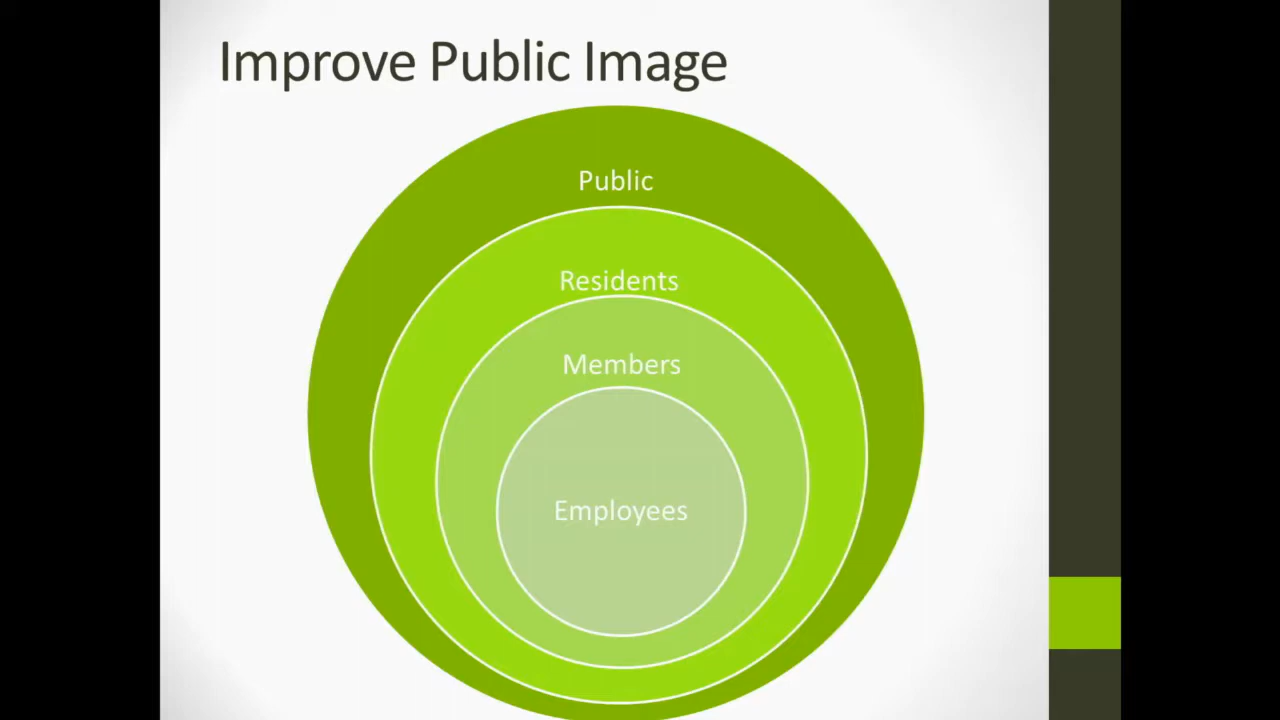 Improve Public Image
Public
Residents
Members
Employees